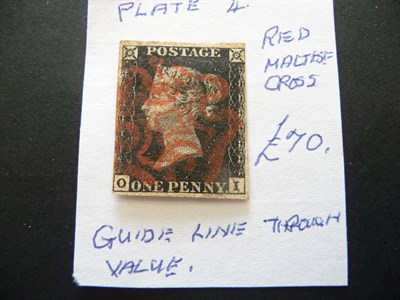 PLATE 4.
RED
MALTESE
CROSS
£70.
POSTAGE
O ONE PENNY I
GUIDE LINE THROUGH
VALUE.